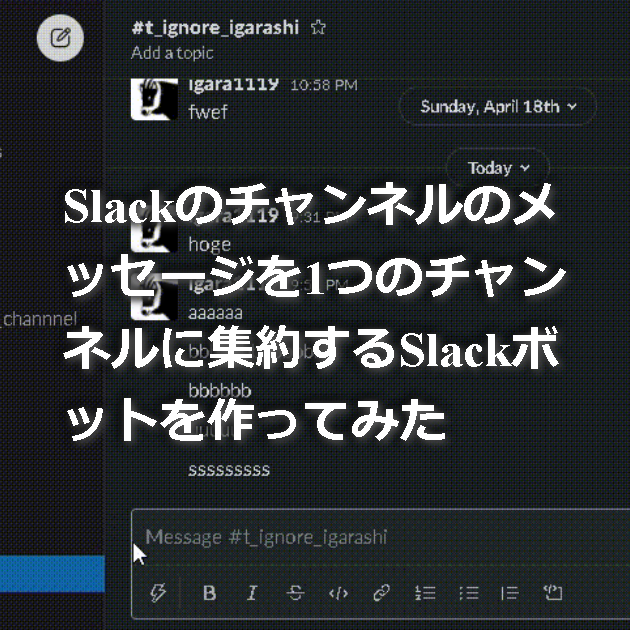 #t_ignore_igarashi
Add a topic
igara1119 10:58 PM
fwef
Sunday, April 18th
Today
Slackのチャンネルのメ
hoge
ッセージを1つのチャン
aaaaaa
_channnel
ネルに集約するSlackボ
bbbbbb
ットを作ってみた
sssssssss
Message #t_ignore_igarashi